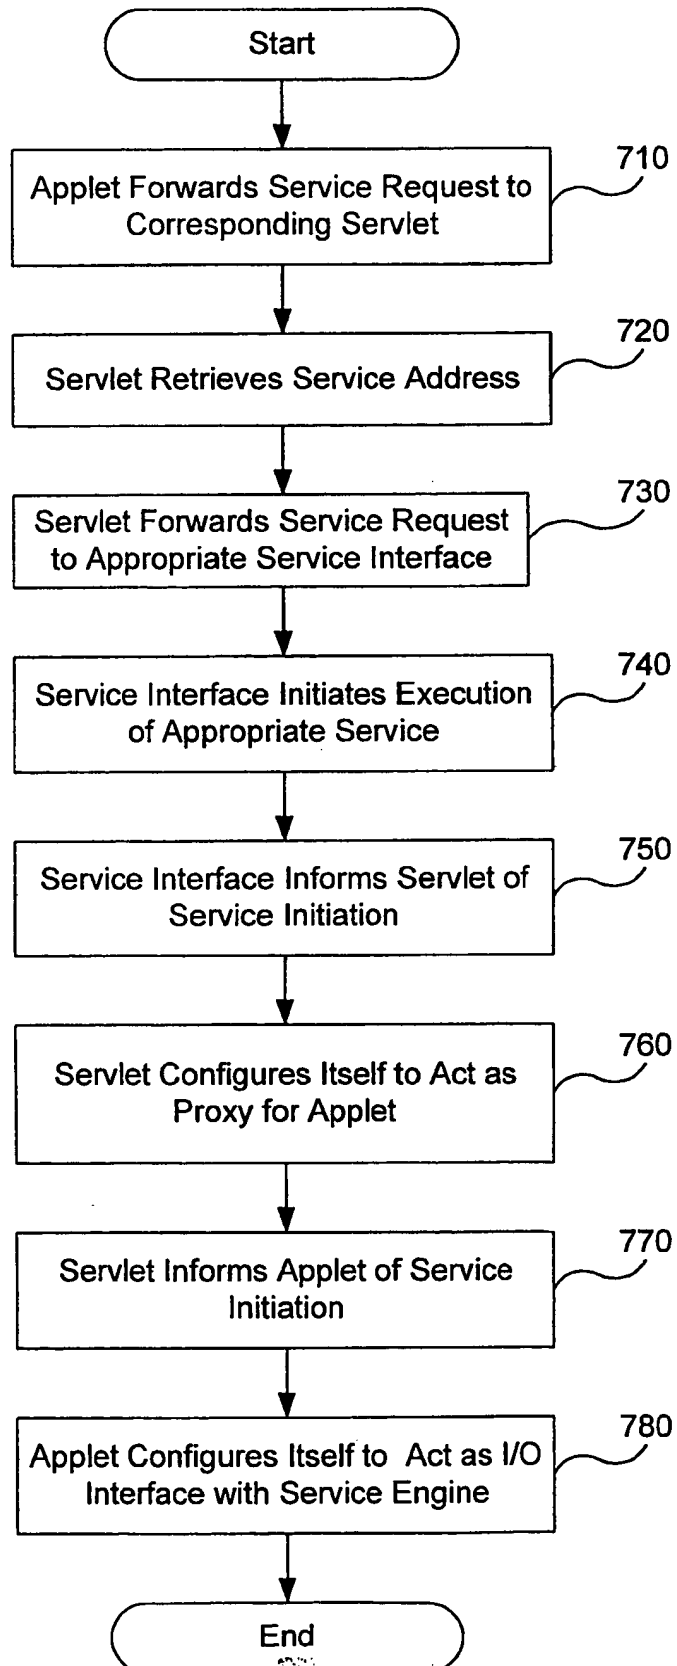 Start
710
Applet Forwards Service Request to
Corresponding Servlet
720
Servlet Retrieves Service Address
730
Servlet Forwards Service Request
to Appropriate Service Interface
740
Service Interface Initiates Execution
of Appropriate Service
750
Service Interface Informs Servlet of
Service Initiation
760
Servlet Configures Itself to Act as
Proxy for Applet
770
Servlet Informs Applet of Service
Initiation
780
Applet Configures Itself to Act as I/O
Interface with Service Engine
End